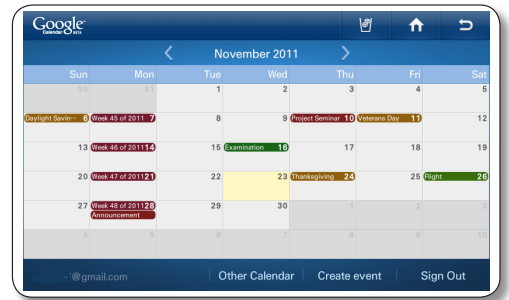 Google
Calendar BETA
November 2011
Sun Mon Tue Wed Thu Fri Sat
30 31 1 2 3 4 5
Daylight Savin··· 6 Week 45 of 2011 7 8 9 Project Seminar 10 Veterans Day 11 12
13 Week 46 of 2011 14 15 Examination 16 17 18 19
20 Week 47 of 2011 21 22 23 Thanksgiving 24 25 flight 26
27 Week 48 of 2011 28 29 30 1 2 3
Announcement
4 5 6 7 8 9 10
@gmail.com Other Calendar Create event Sign Out